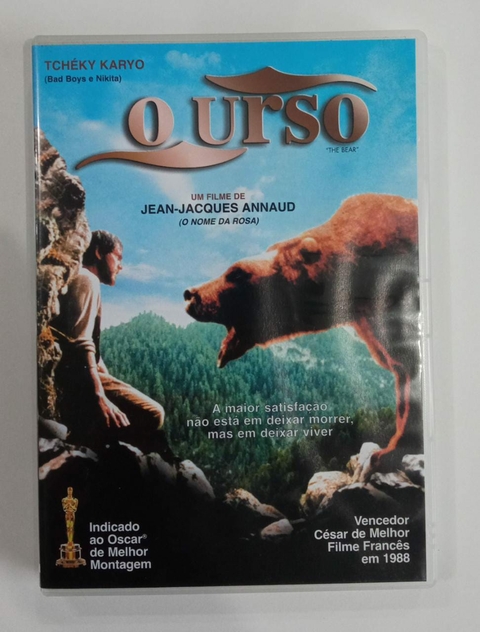 TCHÉKY KARYO
(Bad Boys e Nikita)
O URSO
"THE BEAR"
UM FILME DE
JEAN-JACQUES ANNAUD
(O NOME DA ROSA)
A maior satisfação
não está em deixar morrer,
mas em deixar viver
Indicado
ao Oscar®
de Melhor
Montagem
Vencedor
César de Melhor
Filme Francês
em 1988